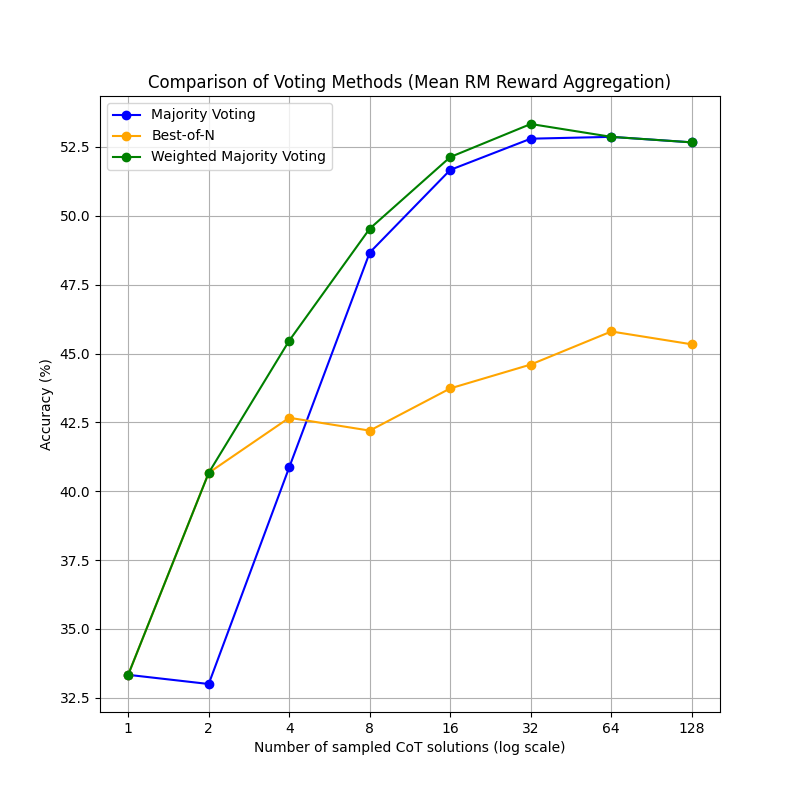 Comparison of Voting Methods (Mean RM Reward Aggregation)
Majority Voting
Best-of-N
Weighted Majority Voting
52.5
50.0
47.5
45.0
42.5
40.0
37.5
35.0
32.5
Accuracy (%)
1 2 4 8 16 32 64 128
Number of sampled CoT solutions (log scale)